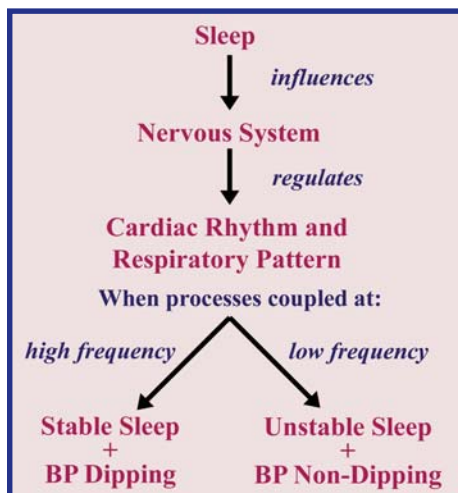 Sleep
influences
Nervous System
regulates
Cardiac Rhythm and
Respiratory Pattern
When processes coupled at:
high frequency
low frequency
Stable Sleep
+
BP Dipping
Unstable Sleep
+
BP Non-Dipping